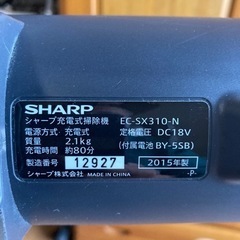 SHARP
シャープ充電式掃除機 EC-SX310-N
電源方式 : 充電式 定格電圧 : DC18V
質量 : 2.1kg (付属電池 BY-5SB)
充電時間 : 約80分
製造番号 12927 2015年製
シャープ株式会社 MADE IN CHINA -P-